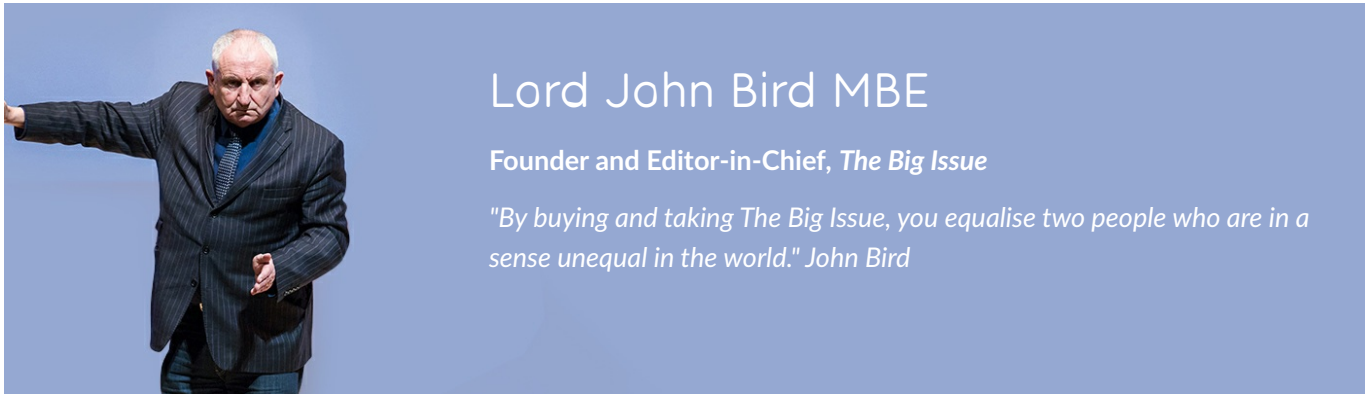 Lord John Bird MBE
Founder and Editor-in-Chief, The Big Issue
"By buying and taking The Big Issue, you equalise two people who are in a
sense unequal in the world." John Bird